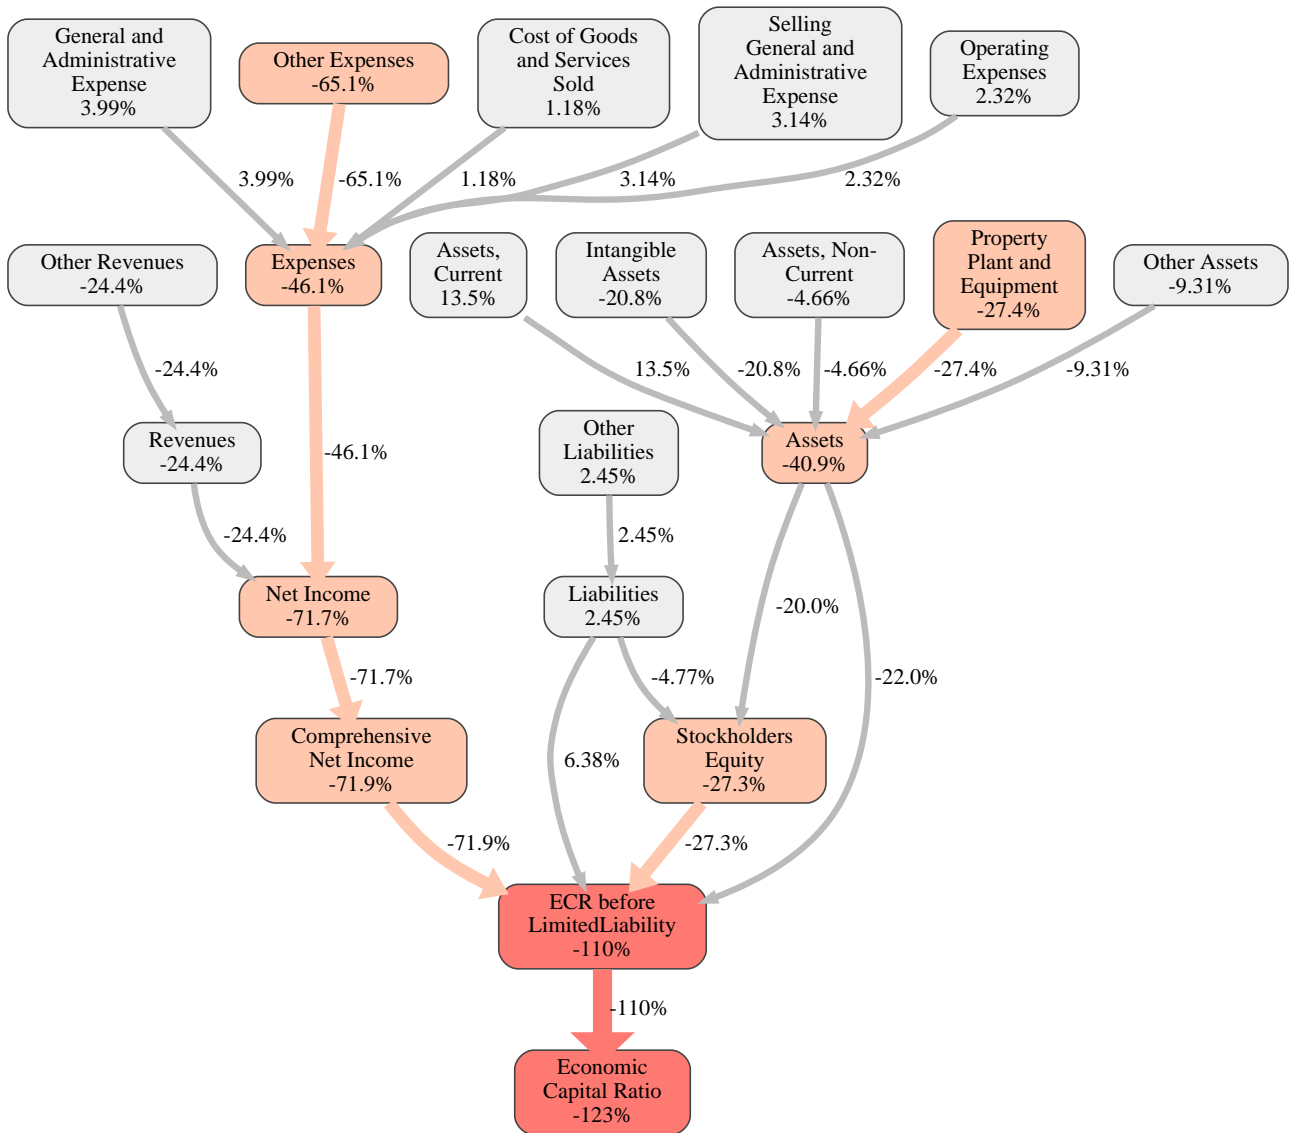 General and
Administrative
Expense
3.99%
Other Expenses
-65.1%
Cost of Goods
and Services
Sold
1.18%
Selling
General and
Administrative
Expense
3.14%
Operating
Expenses
2.32%
3.99%
-65.1%
1.18%
3.14%
2.32%
Other Revenues
-24.4%
Expenses
-46.1%
Assets,
Current
13.5%
Intangible
Assets
-20.8%
Assets, Non-
Current
-4.66%
Property
Plant and
Equipment
-27.4%
Other Assets
-9.31%
-24.4%
13.5%
-20.8%
-4.66%
-27.4%
-9.31%
Revenues
-24.4%
-46.1%
Other
Liabilities
2.45%
Assets
-40.9%
-24.4%
2.45%
Net Income
-71.7%
Liabilities
2.45%
-20.0%
-71.7%
-4.77%
-22.0%
Comprehensive
Net Income
-71.9%
6.38%
Stockholders
Equity
-27.3%
-71.9%
-27.3%
ECR before
LimitedLiability
-110%
-110%
Economic
Capital Ratio
-123%